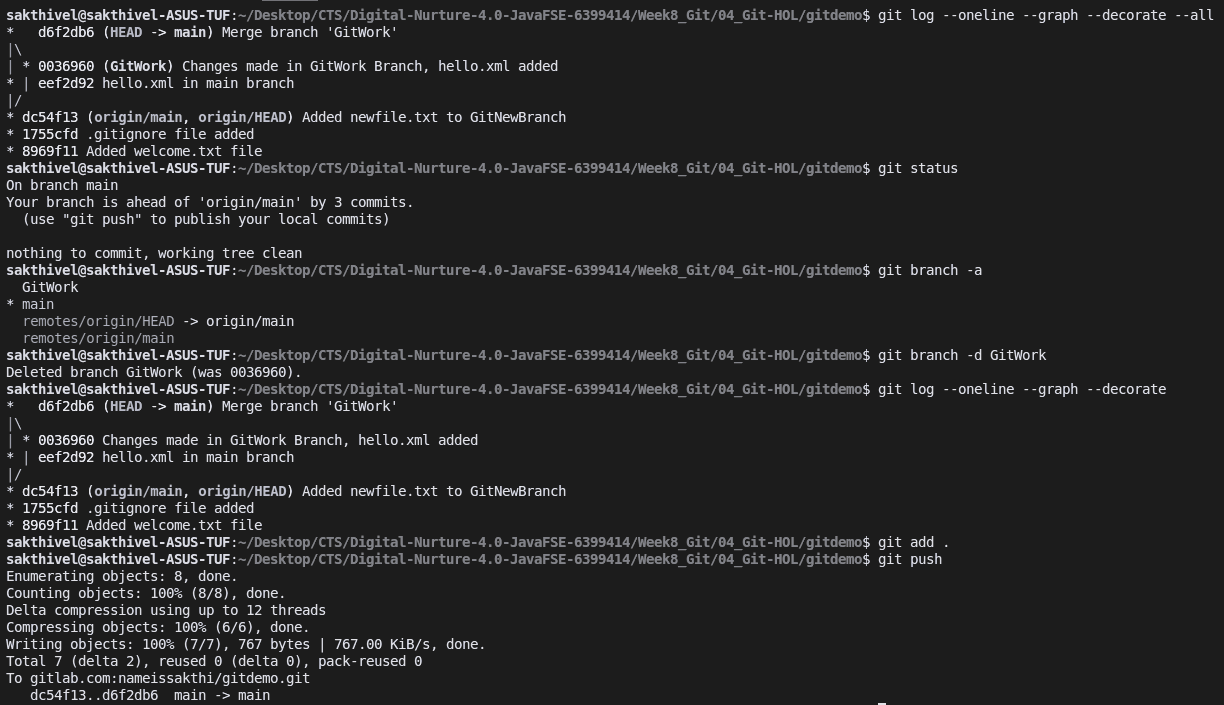 sakthivel@sakthivel-ASUS-TUF:~/Desktop/CTS/Digital-Nurture-4.0-JavaFSE-6399414/Week8_Git/04_Git-HOL/gitdemo$ git log --oneline --graph --decorate --all
*   d6f2db6 (HEAD -> main) Merge branch 'GitWork'
|\
| * 0036960 (GitWork) Changes made in GitWork Branch, hello.xml added
* | eef2d92 hello.xml in main branch
|/
* dc54f13 (origin/main, origin/HEAD) Added newfile.txt to GitNewBranch
* 1755cfd .gitignore file added
* 8969f11 Added welcome.txt file
sakthivel@sakthivel-ASUS-TUF:~/Desktop/CTS/Digital-Nurture-4.0-JavaFSE-6399414/Week8_Git/04_Git-HOL/gitdemo$ git status
On branch main
Your branch is ahead of 'origin/main' by 3 commits.
  (use "git push" to publish your local commits)

nothing to commit, working tree clean
sakthivel@sakthivel-ASUS-TUF:~/Desktop/CTS/Digital-Nurture-4.0-JavaFSE-6399414/Week8_Git/04_Git-HOL/gitdemo$ git branch -a
  GitWork
* main
  remotes/origin/HEAD -> origin/main
  remotes/origin/main
sakthivel@sakthivel-ASUS-TUF:~/Desktop/CTS/Digital-Nurture-4.0-JavaFSE-6399414/Week8_Git/04_Git-HOL/gitdemo$ git branch -d GitWork
Deleted branch GitWork (was 0036960).
sakthivel@sakthivel-ASUS-TUF:~/Desktop/CTS/Digital-Nurture-4.0-JavaFSE-6399414/Week8_Git/04_Git-HOL/gitdemo$ git log --oneline --graph --decorate
*   d6f2db6 (HEAD -> main) Merge branch 'GitWork'
|\
| * 0036960 Changes made in GitWork Branch, hello.xml added
* | eef2d92 hello.xml in main branch
|/
* dc54f13 (origin/main, origin/HEAD) Added newfile.txt to GitNewBranch
* 1755cfd .gitignore file added
* 8969f11 Added welcome.txt file
sakthivel@sakthivel-ASUS-TUF:~/Desktop/CTS/Digital-Nurture-4.0-JavaFSE-6399414/Week8_Git/04_Git-HOL/gitdemo$ git add .
sakthivel@sakthivel-ASUS-TUF:~/Desktop/CTS/Digital-Nurture-4.0-JavaFSE-6399414/Week8_Git/04_Git-HOL/gitdemo$ git push
Enumerating objects: 8, done.
Counting objects: 100% (8/8), done.
Delta compression using up to 12 threads
Compressing objects: 100% (6/6), done.
Writing objects: 100% (7/7), 767 bytes | 767.00 KiB/s, done.
Total 7 (delta 2), reused 0 (delta 0), pack-reused 0
To gitlab.com:nameissakthi/gitdemo.git
   dc54f13..d6f2db6  main -> main